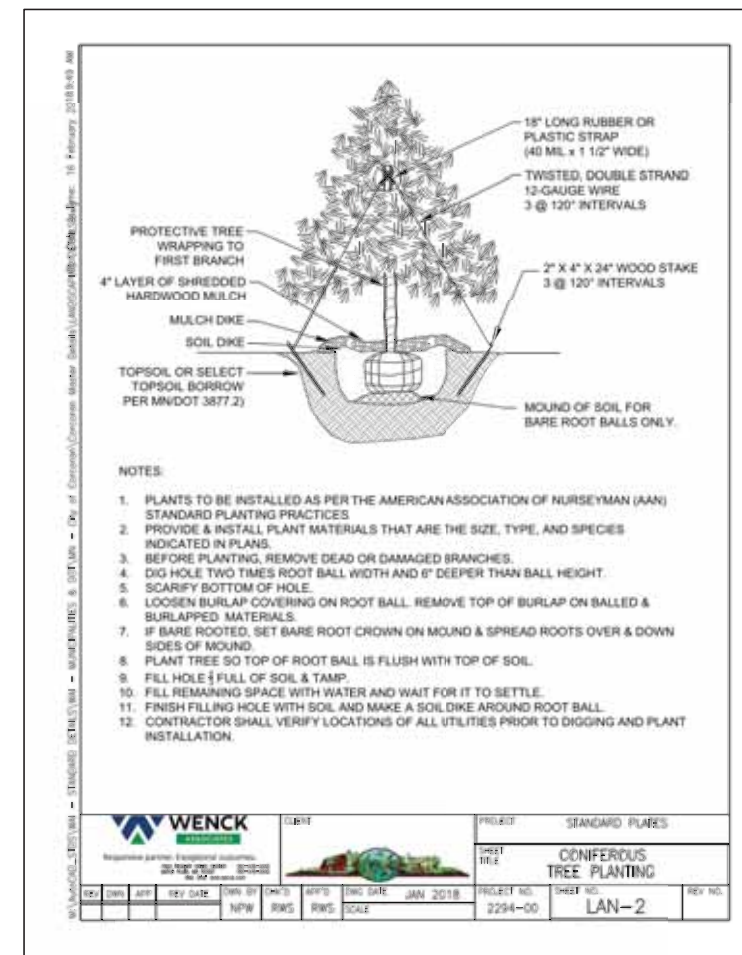 18" LONG RUBBER OR
PLASTIC STRAP
(40 MIL x 1 1/2" WIDE)
TWISTED, DOUBLE STRAND
12-GAUGE WIRE
3 @ 120° INTERVALS
PROTECTIVE TREE
WRAPPING TO
FIRST BRANCH
2" X 4" X 24" WOOD STAKE
3 @ 120° INTERVALS
4" LAYER OF SHREDDED
HARDWOOD MULCH
MULCH DIKE
SOIL DIKE
TOPSOIL OR SELECT
TOPSOIL BORROW
PER MN/DOT 3877.2)
MOUND OF SOIL FOR
BARE ROOT BALLS ONLY.
NOTES:
1. PLANTS TO BE INSTALLED AS PER THE AMERICAN ASSOCIATION OF NURSEYMAN (AAN)
STANDARD PLANTING PRACTICES
2. PROVIDE & INSTALL PLANT MATERIALS THAT ARE THE SIZE, TYPE, AND SPECIES
INDICATED IN PLANS.
3. BEFORE PLANTING, REMOVE DEAD OR DAMAGED BRANCHES.
4. DIG HOLE TWO TIMES ROOT BALL WIDTH AND 6" DEEPER THAN BALL HEIGHT.
5. SCARIFY BOTTOM OF HOLE.
6. LOOSEN BURLAP COVERING ON ROOT BALL. REMOVE TOP OF BURLAP ON BALLED &
BURLAPPED MATERIALS.
7. IF BARE ROOTED, SET BARE ROOT CROWN ON MOUND & SPREAD ROOTS OVER & DOWN
SIDES OF MOUND.
8. PLANT TREE SO TOP OF ROOT BALL IS FLUSH WITH TOP OF SOIL.
9. FILL HOLE FULL OF SOIL & TAMP.
10. FILL REMAINING SPACE WITH WATER AND WAIT FOR IT TO SETTLE.
11. FINISH FILLING HOLE WITH SOIL AND MAKE A SOIL DIKE AROUND ROOT BALL.
12. CONTRACTOR SHALL VERIFY LOCATIONS OF ALL UTILITIES PRIOR TO DIGGING AND PLANT
INSTALLATION.
WENCK
ASSOCIATES
Responsive partner. Exceptional outcomes.
CLIENT
PROJECT
STANDARD PLATES
SHEET TITLE
CONIFEROUS
TREE PLANTING
REV DWN APP REV DATE
DWN BY NPW
CHK'D RWS
APP'D RWS
DWG DATE JAN 2018
SCALE
PROJECT NO. 2294-00
SHEET NO. LAN-2
REV NO.
16 February 2018 9:49 AM